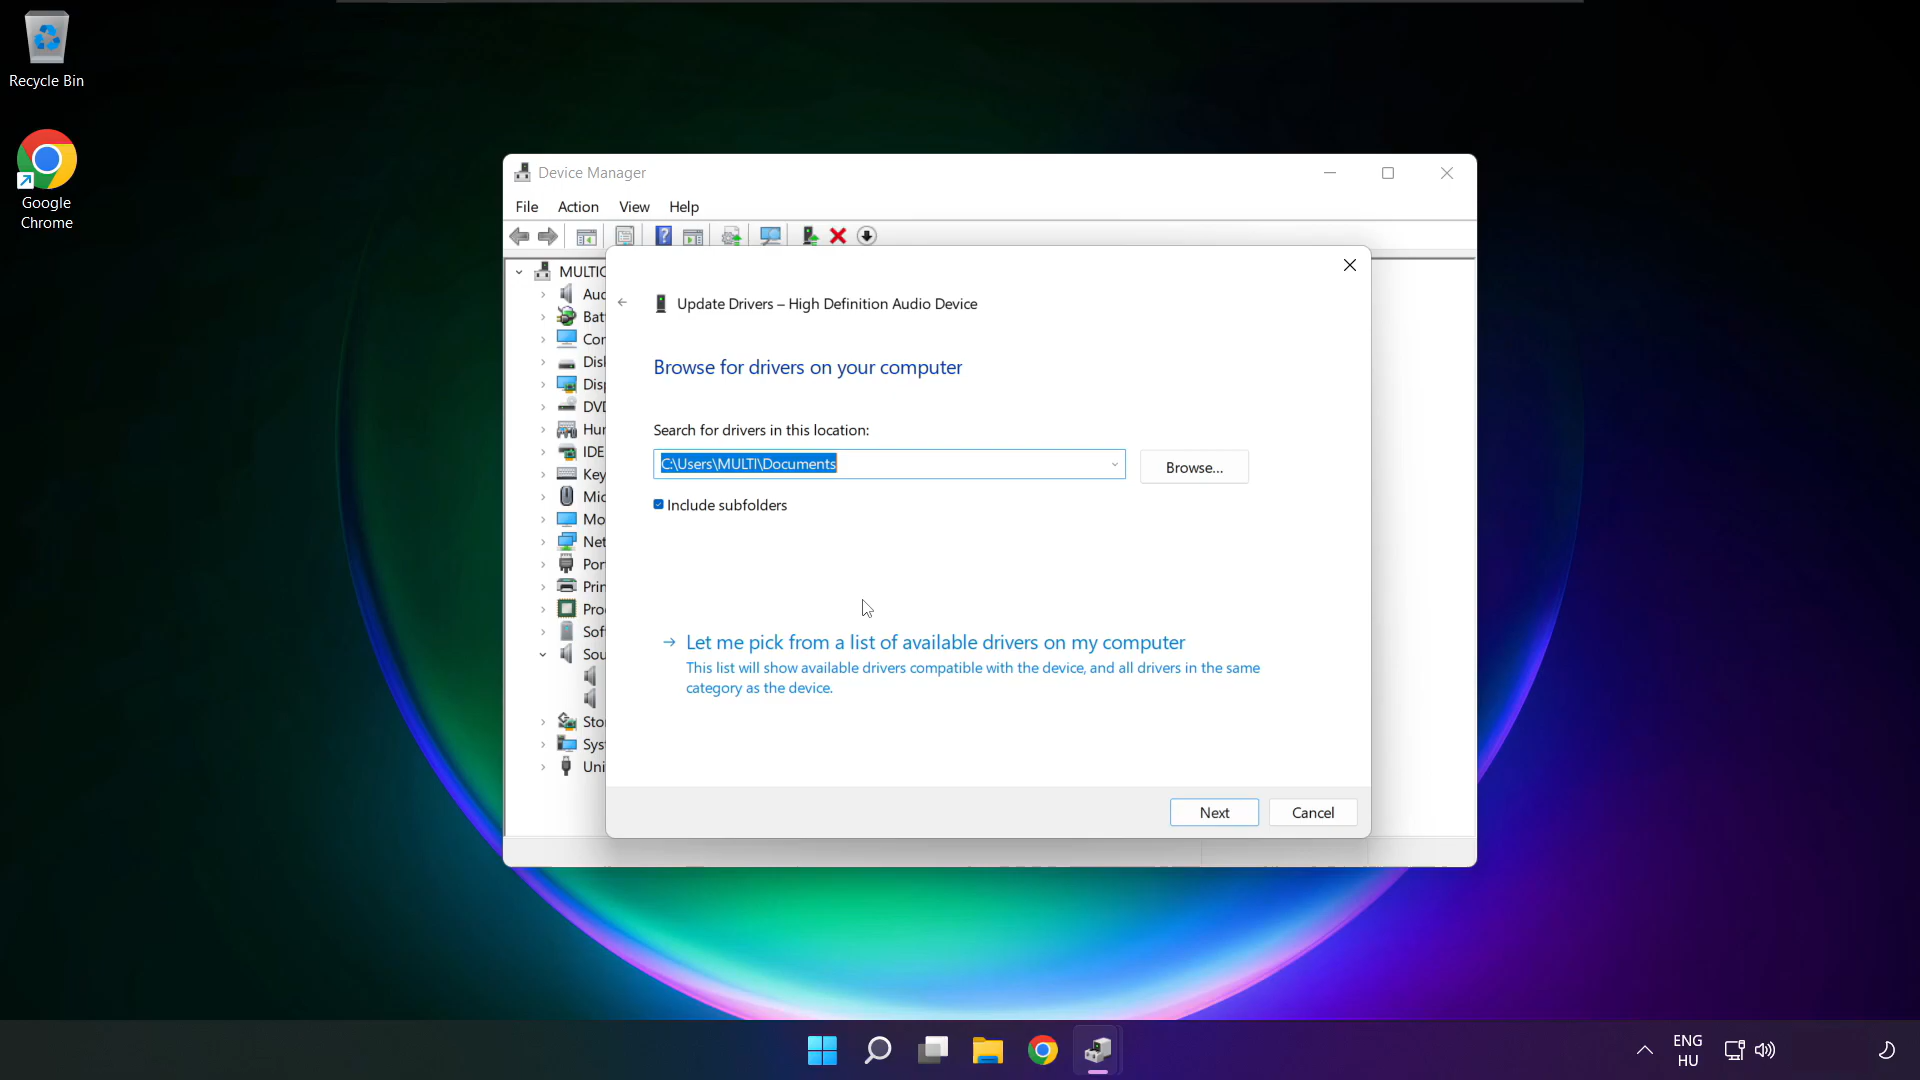 Recycle Bin
Google
Chrome
Device Manager
File Action View Help
Update Drivers – High Definition Audio Device
Browse for drivers on your computer
Search for drivers in this location:
C:\Users\MULTI\Documents
Browse...
Include subfolders
Let me pick from a list of available drivers on my computer
This list will show available drivers compatible with the device, and all drivers in the same
category as the device.
Next
Cancel
ENG
HU